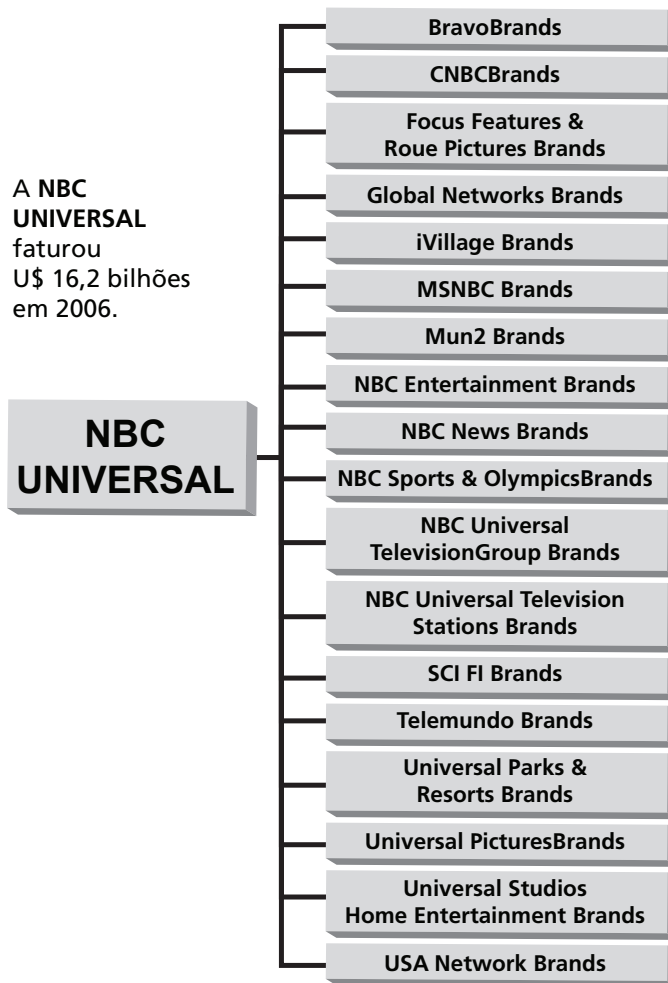 A NBC
UNIVERSAL
faturou
U$ 16,2 bilhões
em 2006.
NBC
UNIVERSAL
BravoBrands
CNBCBrands
Focus Features &
Roue Pictures Brands
Global Networks Brands
iVillage Brands
MSNBC Brands
Mun2 Brands
NBC Entertainment Brands
NBC News Brands
NBC Sports & OlympicsBrands
NBC Universal
TelevisionGroup Brands
NBC Universal Television
Stations Brands
SCI FI Brands
Telemundo Brands
Universal Parks &
Resorts Brands
Universal PicturesBrands
Universal Studios
Home Entertainment Brands
USA Network Brands